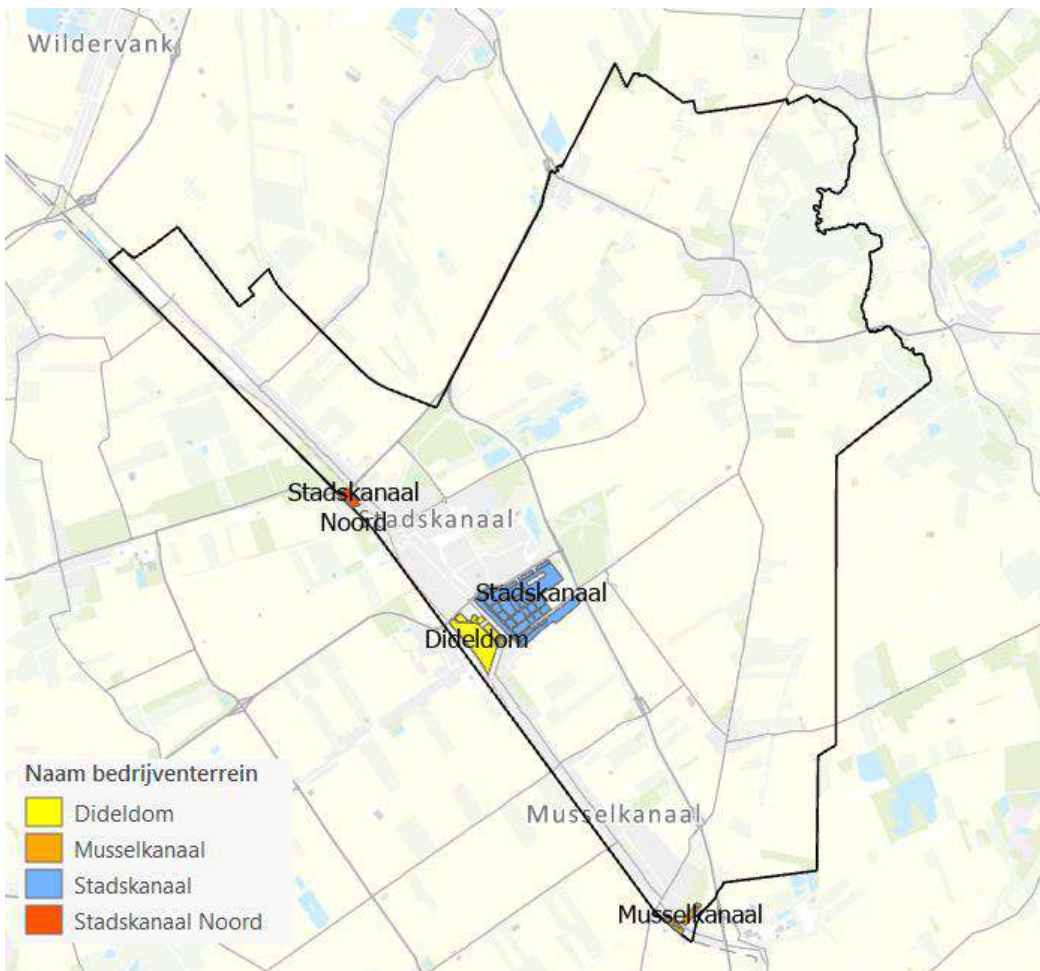 Wildervank
Stadskanaal
Noord
Stadskanaal
Stadskanaal
Dideldom
Musselkanaal
Musselkanaal
Naam bedrijventerrein
Dideldom
Musselkanaal
Stadskanaal
Stadskanaal Noord